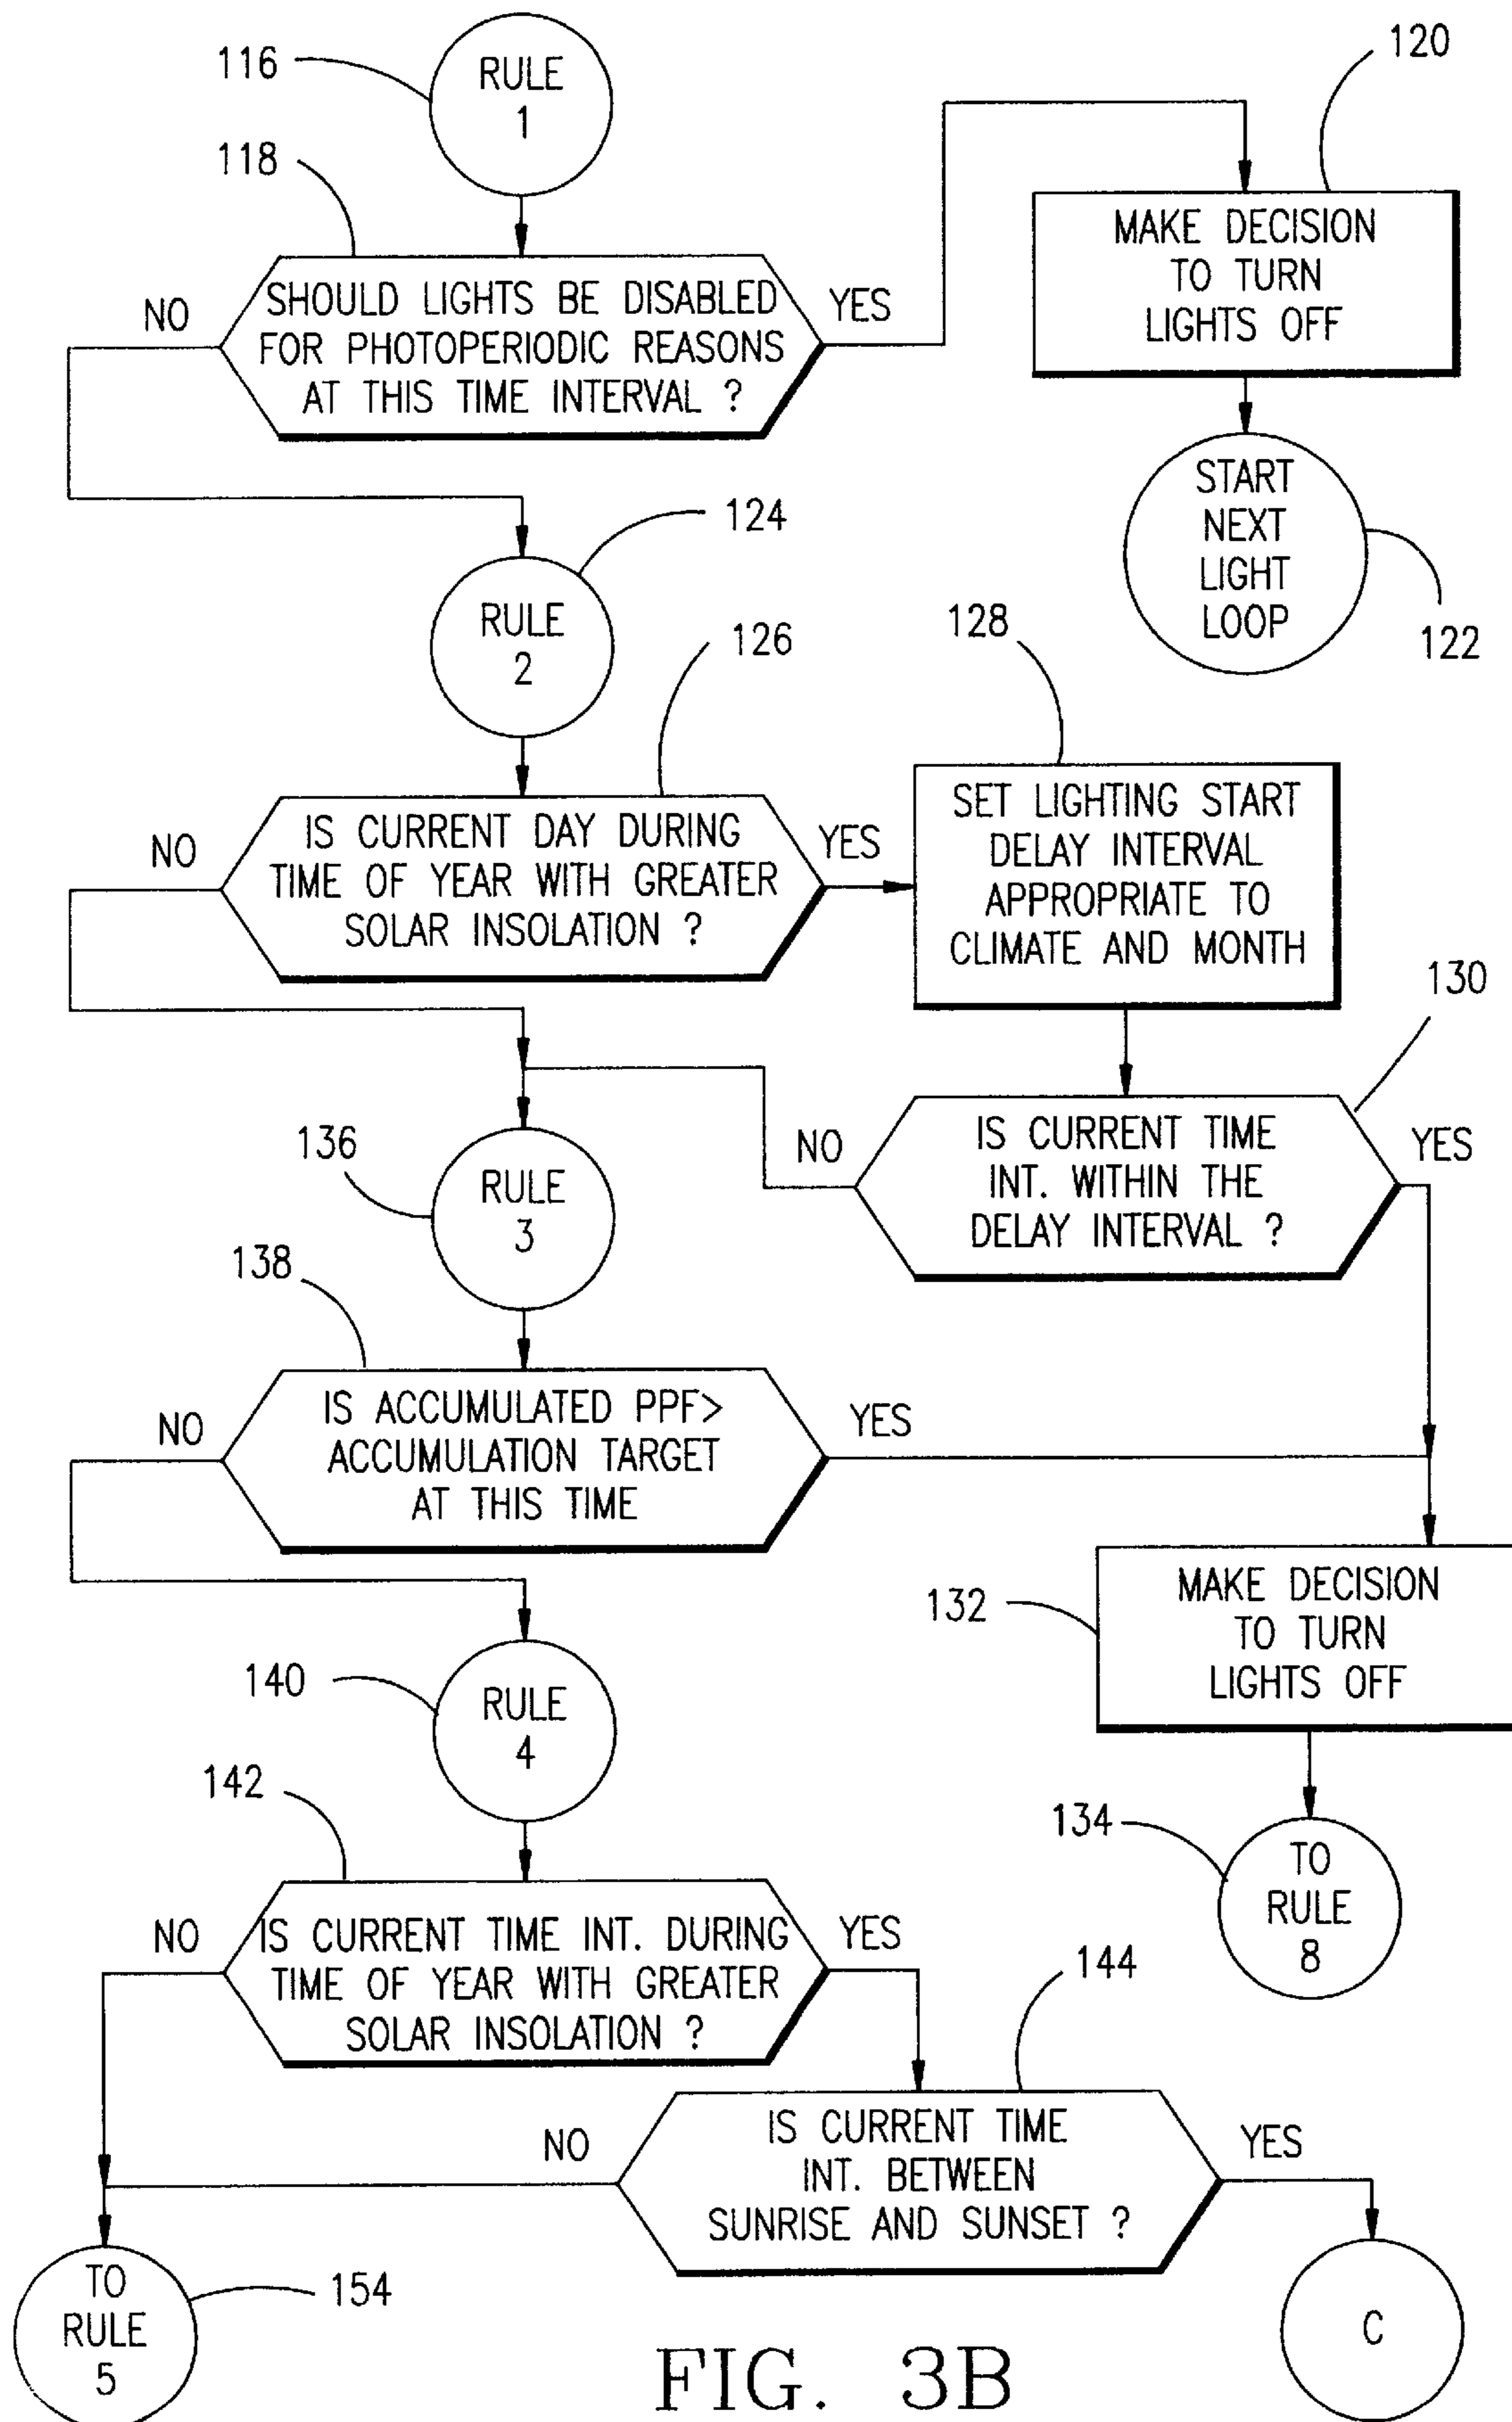 116
RULE
1
120
118
MAKE DECISION
TO TURN
LIGHTS OFF
NO
SHOULD LIGHTS BE DISABLED
FOR PHOTOPERIODIC REASONS
AT THIS TIME INTERVAL ?
YES
START
NEXT
LIGHT
LOOP
122
124
RULE
2
126
128
NO
IS CURRENT DAY DURING
TIME OF YEAR WITH GREATER
SOLAR INSOLATION ?
YES
SET LIGHTING START
DELAY INTERVAL
APPROPRIATE TO
CLIMATE AND MONTH
130
136
RULE
3
NO
IS CURRENT TIME
INT. WITHIN THE
DELAY INTERVAL ?
YES
138
NO
IS ACCUMULATED PPF>
ACCUMULATION TARGET
AT THIS TIME
YES
132
MAKE DECISION
TO TURN
LIGHTS OFF
140
RULE
4
134
TO
RULE
8
142
NO
IS CURRENT TIME INT. DURING
TIME OF YEAR WITH GREATER
SOLAR INSOLATION ?
YES
144
NO
IS CURRENT TIME
INT. BETWEEN
SUNRISE AND SUNSET ?
YES
TO
RULE
5
154
C
FIG. 3B